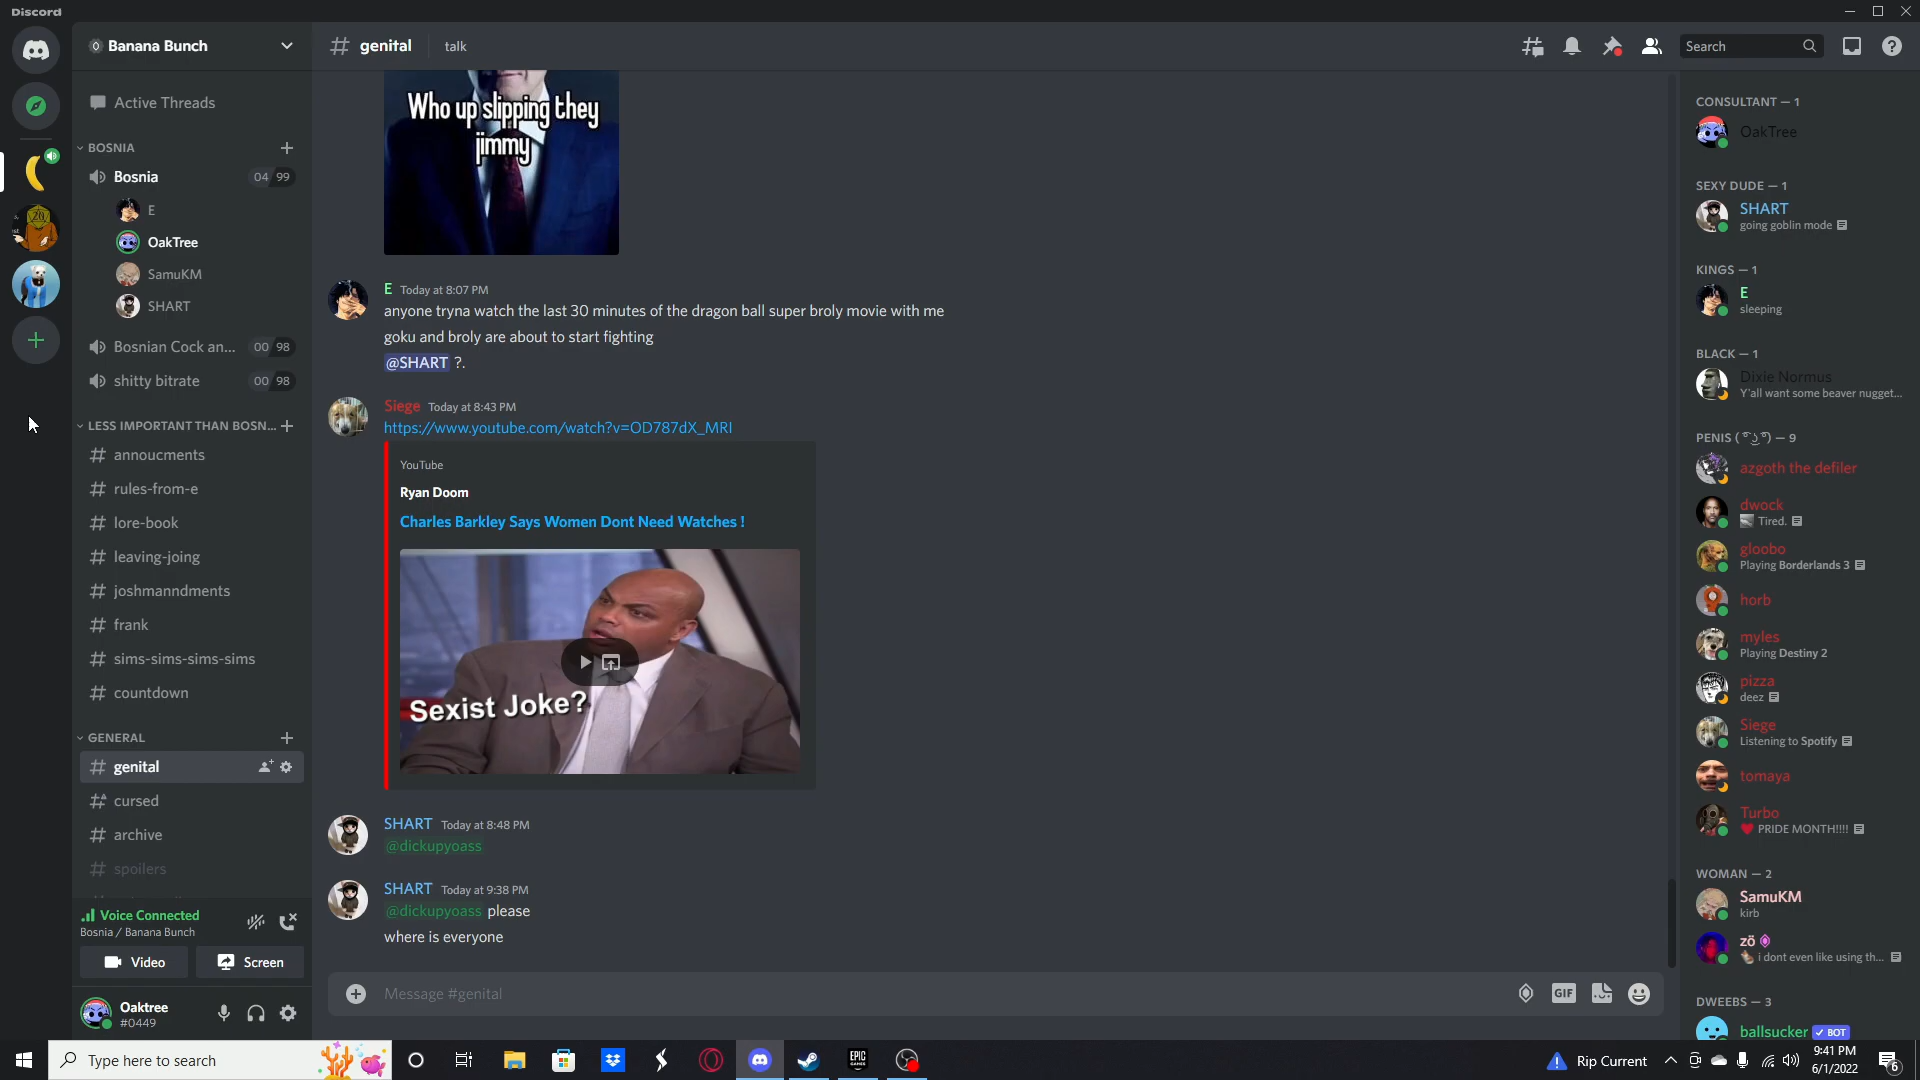 Discord
Banana Bunch
Active Threads
BOSNIA
Bosnia
04 99
E
OakTree
SamuKM
SHART
Bosnian Cock an...
00 98
shitty bitrate
00 98
LESS IMPORTANT THAN BOSN...
annoucments
rules-from-e
lore-book
leaving-joing
joshmanndments
frank
sims-sims-sims-sims
countdown
GENERAL
genital
cursed
archive
spoilers
Voice Connected
Bosnia / Banana Bunch
Video
Screen
Oaktree
#0449
genital
talk
Search
Who up slipping they
jimmy
E Today at 8:07 PM
anyone tryna watch the last 30 minutes of the dragon ball super broly movie with me
goku and broly are about to start fighting
@SHART ?.
Siege Today at 8:43 PM
https://www.youtube.com/watch?v=OD787dX_MRI
YouTube
Ryan Doom
Charles Barkley Says Women Dont Need Watches !
Sexist Joke?
SHART Today at 8:48 PM
@dickupyoass
SHART Today at 9:38 PM
@dickupyoass please
where is everyone
Message #genital
GIF
CONSULTANT — 1
OakTree
SEXY DUDE — 1
SHART
going goblin mode
KINGS — 1
E
sleeping
BLACK — 1
Dixie Normus
Y'all want some beaver nugget...
PENIS ( ͡° ͜ʖ ͡°) — 9
azgoth the defiler
dwock
Tired.
gloobo
Playing Borderlands 3
horb
myles
Playing Destiny 2
pizza
deez
Siege
Listening to Spotify
tomaya
Turbo
PRIDE MONTH!!!!
WOMAN — 2
SamuKM
kirb
zö
i dont even like using th...
DWEEBS — 3
ballsucker BOT
Type here to search
EPIC
GAMES
Rip Current
9:41 PM
6/1/2022
6